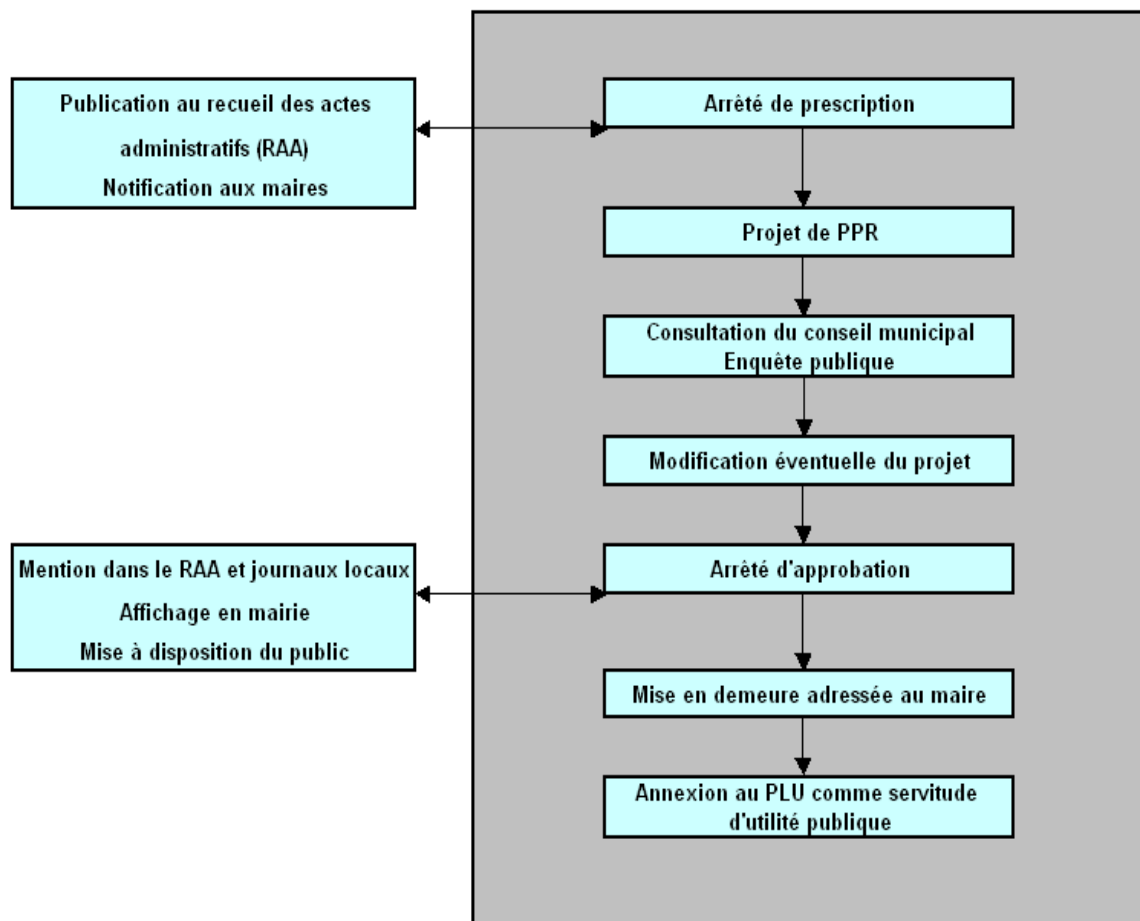 Publication au recueil des actes
administratifs (RAA)
Notification aux maires
Arrêté de prescription
Projet de PPR
Consultation du conseil municipal
Enquête publique
Modification éventuelle du projet
Mention dans le RAA et journaux locaux
Affichage en mairie
Mise à disposition du public
Arrêté d'approbation
Mise en demeure adressée au maire
Annexion au PLU comme servitude
d'utilité publique